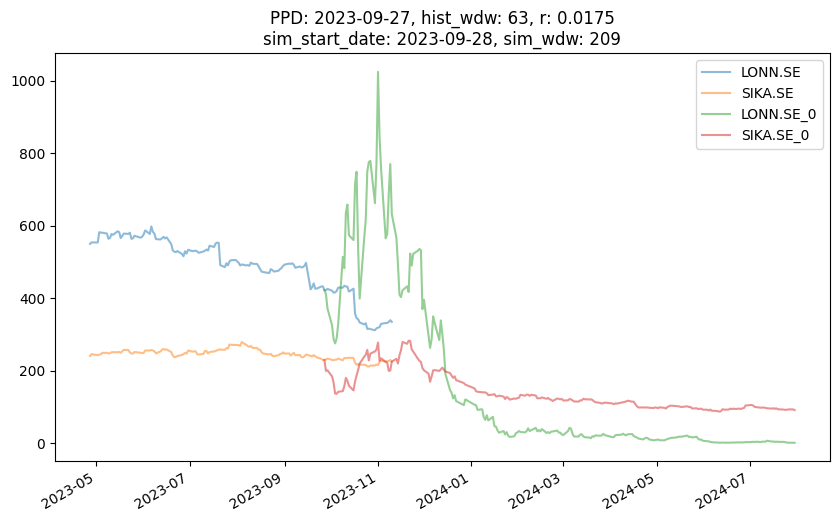 PPD: 2023-09-27, hist_wdw: 63, r: 0.0175
sim_start_date: 2023-09-28, sim_wdw: 209
LONN.SE
SIKA.SE
LONN.SE_0
SIKA.SE_0
1000
800
600
400
200
0
2023-05
2023-07
2023-09
2023-11
2024-01
2024-03
2024-05
2024-07